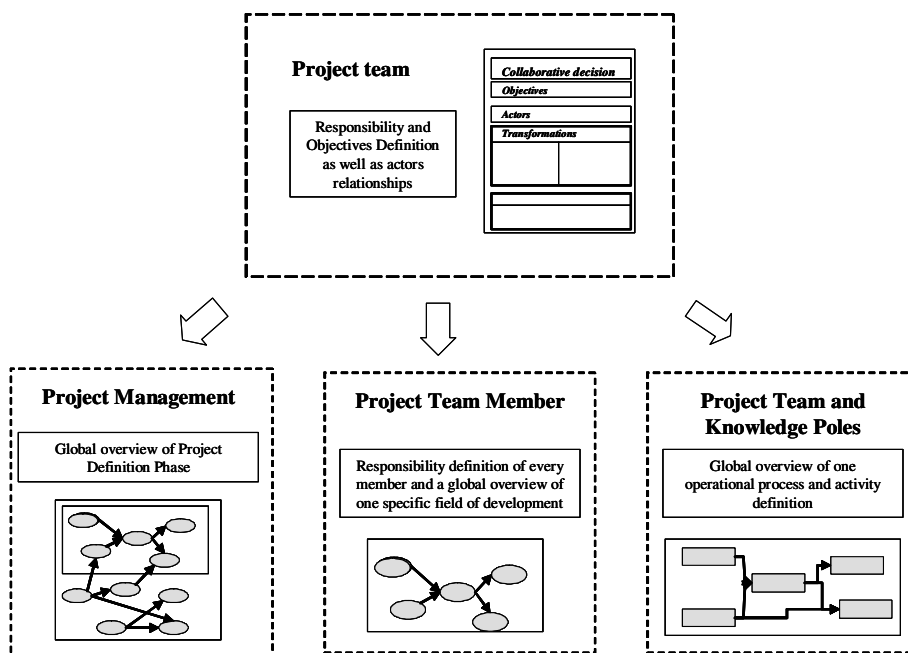 Project team
Responsibility and
Objectives Definition
as well as actors
relationships
Collaborative decision
Objectives
Actors
Transformations
Project Management
Global overview of Project
Definition Phase
Project Team Member
Responsibility definition of every
member and a global overview of
one specific field of development
Project Team and
Knowledge Poles
Global overview of one
operational process and activity
definition